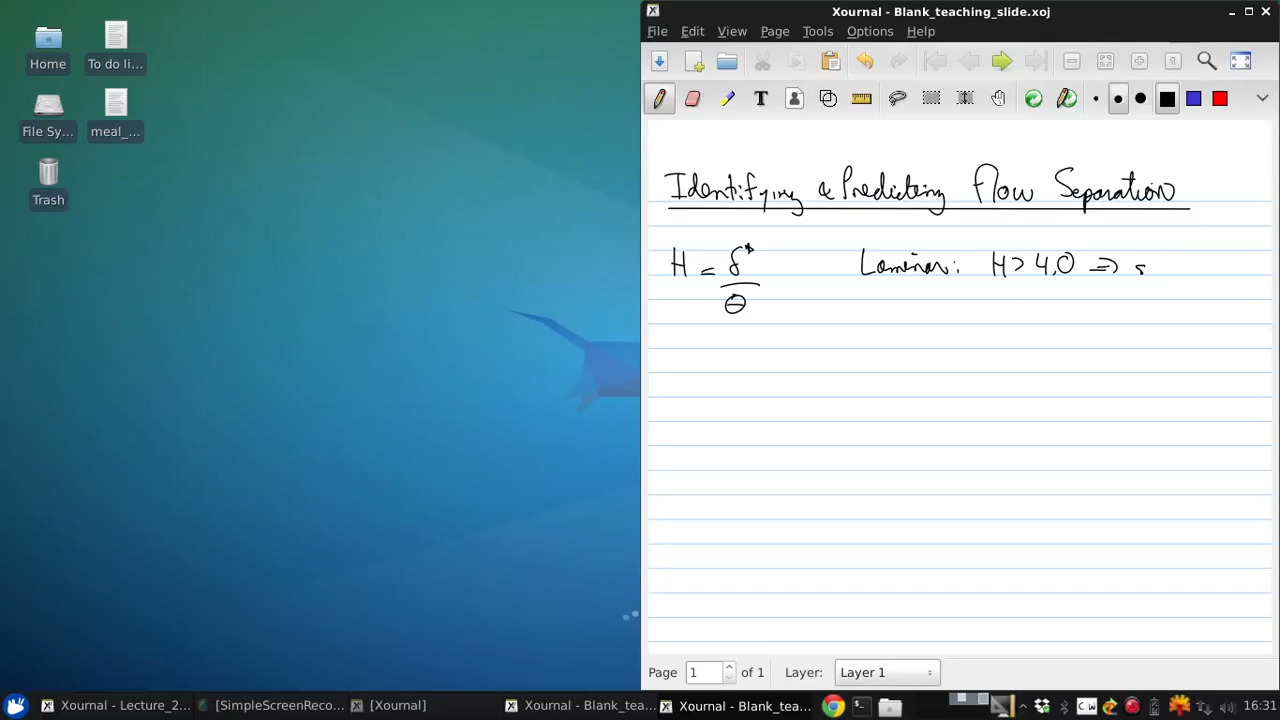 Xournal - Blank_teaching_slide.xoj
File Edit View Page Tools Options Help
Home
To do li...
File Sy...
meal_...
Trash
Identifying & Predicting Flow Separation
H = δ*
θ
Laminar: H > 4.0 ⇒ s
Page 1 of 1 Layer: Layer 1
Xournal - Lecture_2... [SimpleScreenReco... [Xournal] Xournal - Blank_tea... Xournal - Blank_tea... 16:31